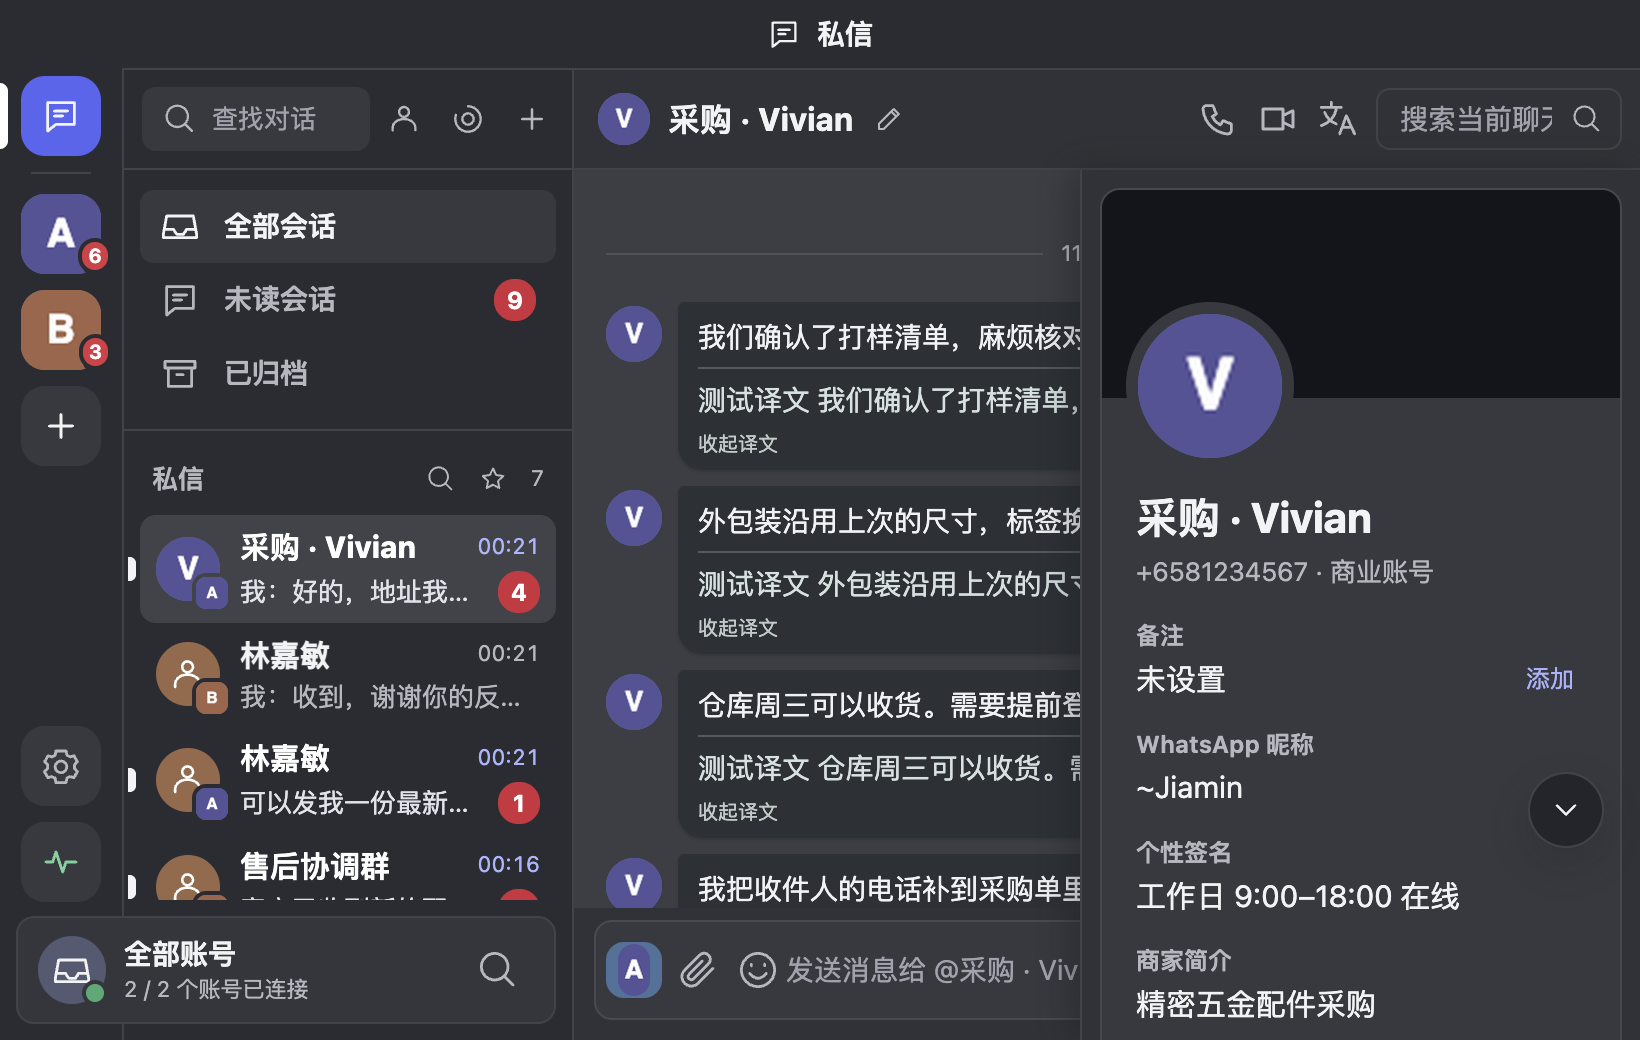 私信
查找对话
采购 · Vivian
搜索当前聊天
A
6
B
3
全部会话
未读会话
9
已归档
私信
7
V
A
采购 · Vivian
00:21
我：好的，地址我...
4
B
林嘉敏
00:21
我：收到，谢谢你的反...
A
林嘉敏
00:21
可以发我一份最新...
1
售后协调群
00:16
全部账号
2 / 2 个账号已连接
V
11
V
我们确认了打样清单，麻烦核对
测试译文 我们确认了打样清单，
收起译文
V
外包装沿用上次的尺寸，标签换
测试译文 外包装沿用上次的尺寸
收起译文
V
仓库周三可以收货。需要提前登
测试译文 仓库周三可以收货。需
收起译文
V
我把收件人的电话补到采购单里
A
发送消息给 @采购 · Viv
V
采购 · Vivian
+6581234567 · 商业账号
备注
未设置
添加
WhatsApp 昵称
~Jiamin
个性签名
工作日 9:00–18:00 在线
商家简介
精密五金配件采购